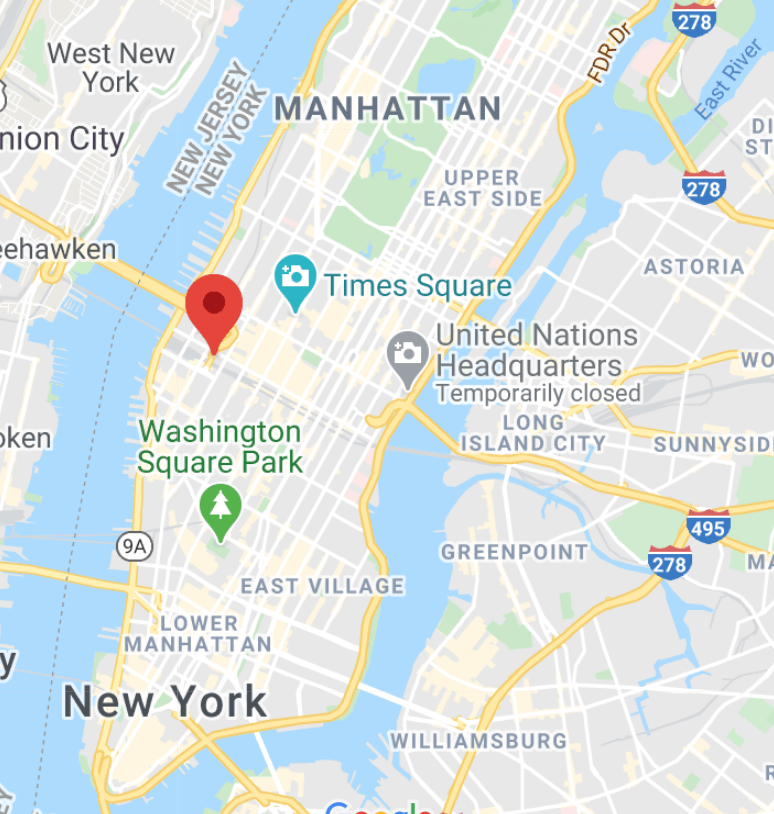 278
FDR Dr
West New
York
East River
NEW JERSEY
NEW YORK
MANHATTAN
nion City
DI
ST
UPPER
EAST SIDE
278
eehawken
ASTORIA
Times Square
United Nations
Headquarters
Temporarily closed
WO
LONG
ISLAND CITY
oken
Washington
Square Park
SUNNYSID
495
9A
GREENPOINT
278
MA
EAST VILLAGE
LOWER
MANHATTAN
y
New York
WILLIAMSBURG
R
Google